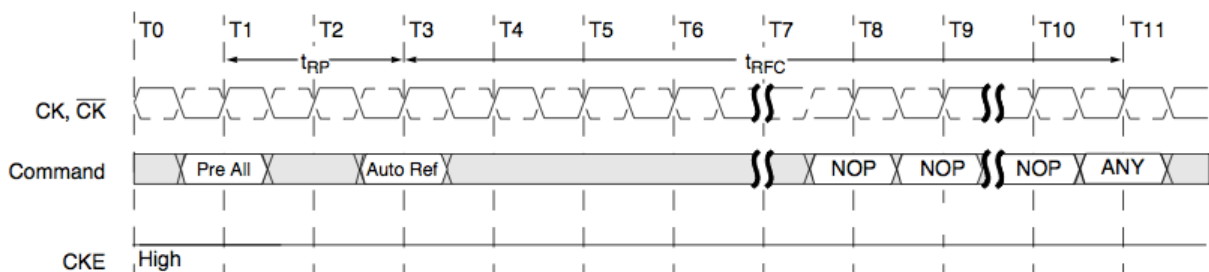 T0 T1 T2 T3 T4 T5 T6 T7 T8 T9 T10 T11
tRP tRFC
CK, CK
Command Pre All Auto Ref NOP NOP NOP ANY
CKE High